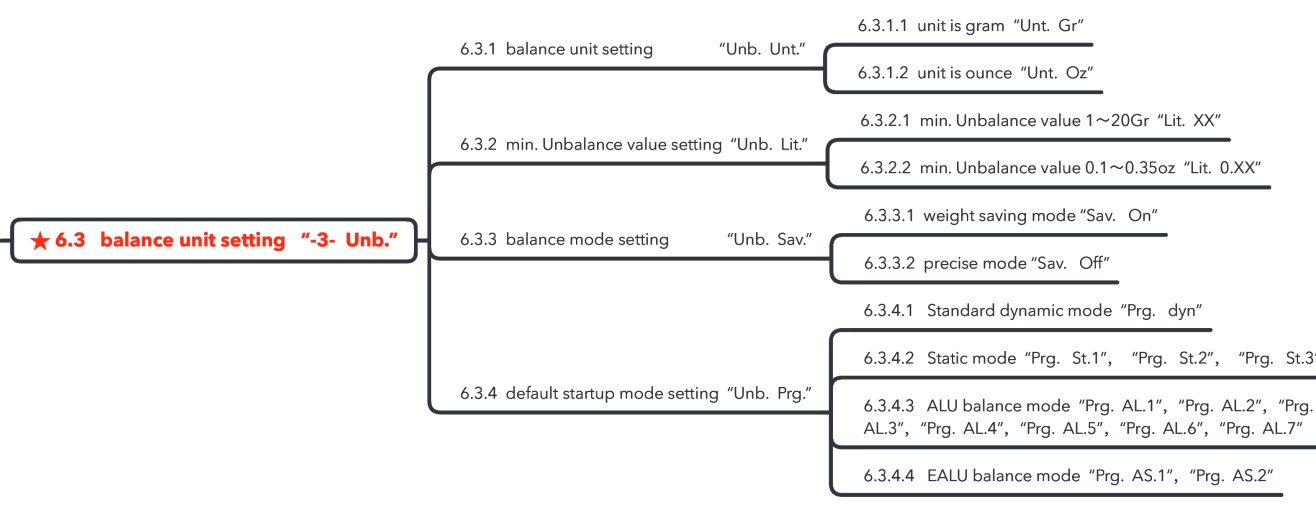 ★ 6.3 balance unit setting “-3- Unb.”
6.3.1 balance unit setting “Unb. Unt.”
6.3.1.1 unit is gram “Unt. Gr”
6.3.1.2 unit is ounce “Unt. Oz”
6.3.2 min. Unbalance value setting “Unb. Lit.”
6.3.2.1 min. Unbalance value 1～20Gr “Lit. XX”
6.3.2.2 min. Unbalance value 0.1～0.35oz “Lit. 0.XX”
6.3.3 balance mode setting “Unb. Sav.”
6.3.3.1 weight saving mode “Sav. On”
6.3.3.2 precise mode “Sav. Off”
6.3.4 default startup mode setting “Unb. Prg.”
6.3.4.1 Standard dynamic mode “Prg. dyn”
6.3.4.2 Static mode “Prg. St.1”, “Prg. St.2”, “Prg. St.3”
6.3.4.3 ALU balance mode “Prg. AL.1”, “Prg. AL.2”, “Prg.
AL.3”, “Prg. AL.4”, “Prg. AL.5”, “Prg. AL.6”, “Prg. AL.7”
6.3.4.4 EALU balance mode “Prg. AS.1”, “Prg. AS.2”